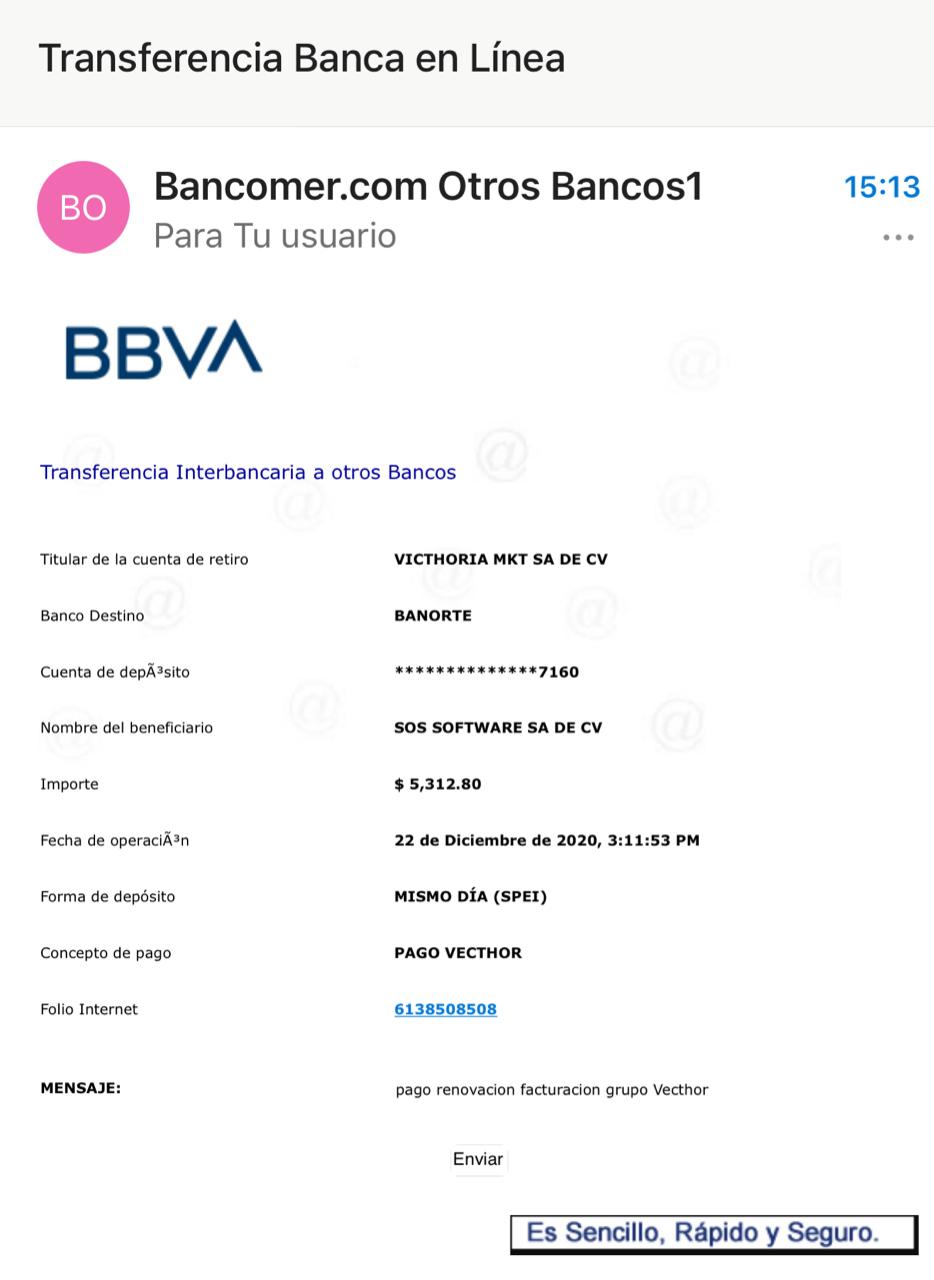 Transferencia Banca en Línea
BO
Bancomer.com Otros Bancos1
15:13
Para Tu usuario
BBVA
Transferencia Interbancaria a otros Bancos
Titular de la cuenta de retiro VICTHORIA MKT SA DE CV
Banco Destino BANORTE
Cuenta de depÃ³sito **************7160
Nombre del beneficiario SOS SOFTWARE SA DE CV
Importe $ 5,312.80
Fecha de operaciÃ³n 22 de Diciembre de 2020, 3:11:53 PM
Forma de depósito MISMO DÍA (SPEI)
Concepto de pago PAGO VECTHOR
Folio Internet 6138508508
MENSAJE: pago renovacion facturacion grupo Vecthor
Enviar
Es Sencillo, Rápido y Seguro.